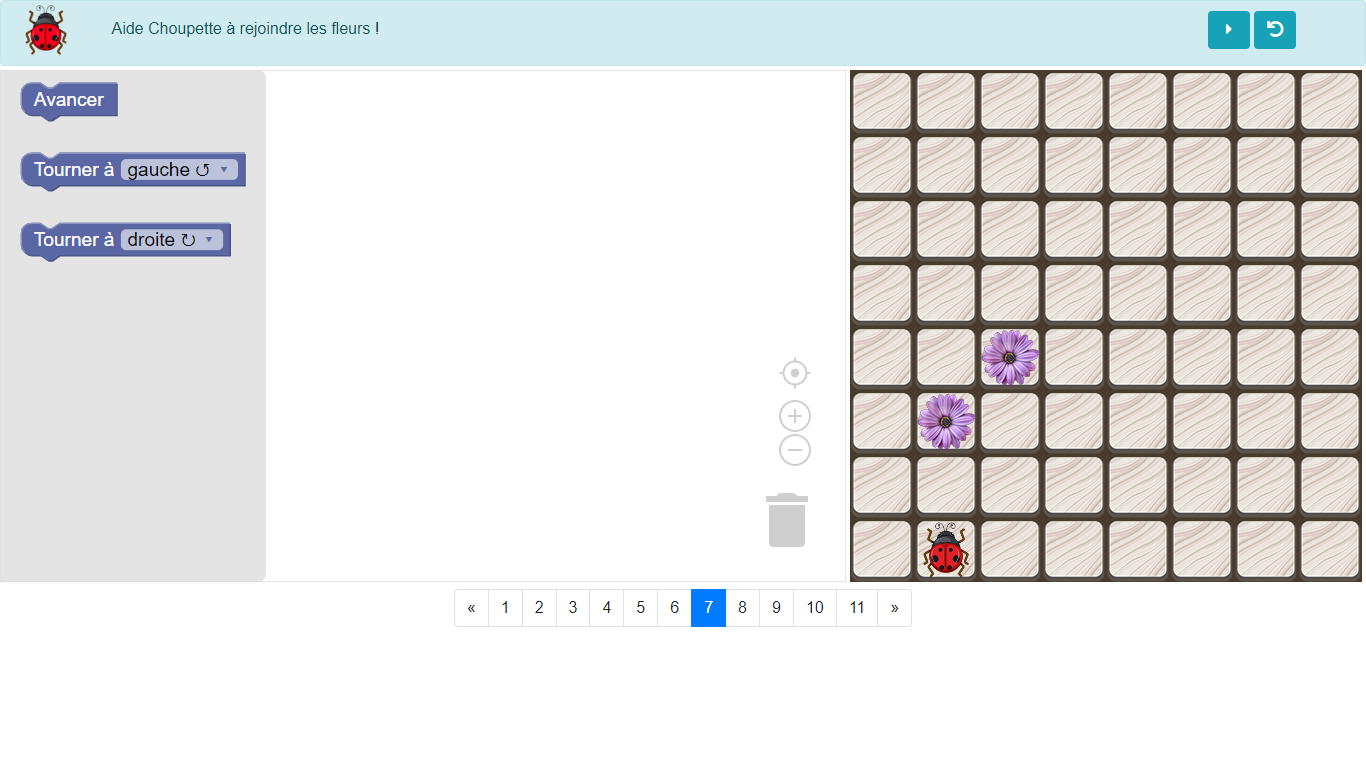 Aide Choupette à rejoindre les fleurs !
Avancer
Tourner à gauche ↺ ▾
Tourner à droite ↻ ▾
« 1 2 3 4 5 6 7 8 9 10 11 »